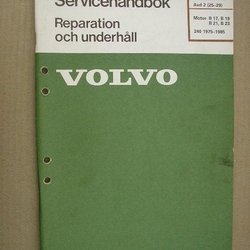 Servicehandbok
Reparation
och underhåll
Avd 2 (25-29)
Motor B 17, B 19
B 21, B 23
240 1975-1985
VOLVO